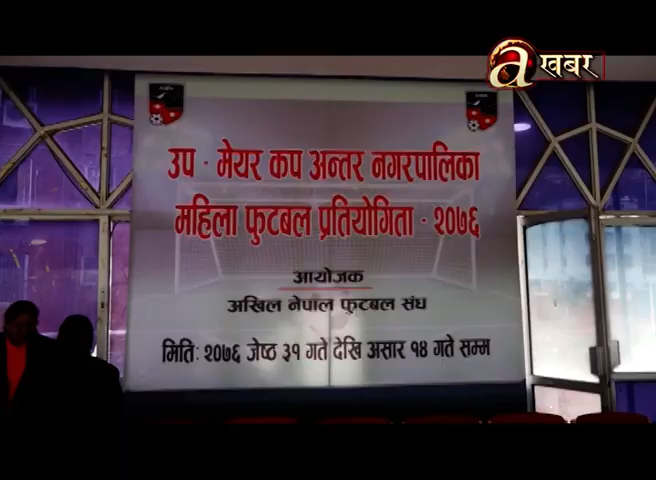 a खबर
उप - मेयर कप अन्तर नगरपालिका
महिला फुटबल प्रतियोगिता - २०७६
आयोजक
अखिल नेपाल फुटबल संघ
मिति: २०७६ जेष्ठ ३१ गते देखि असार १४ गते सम्म